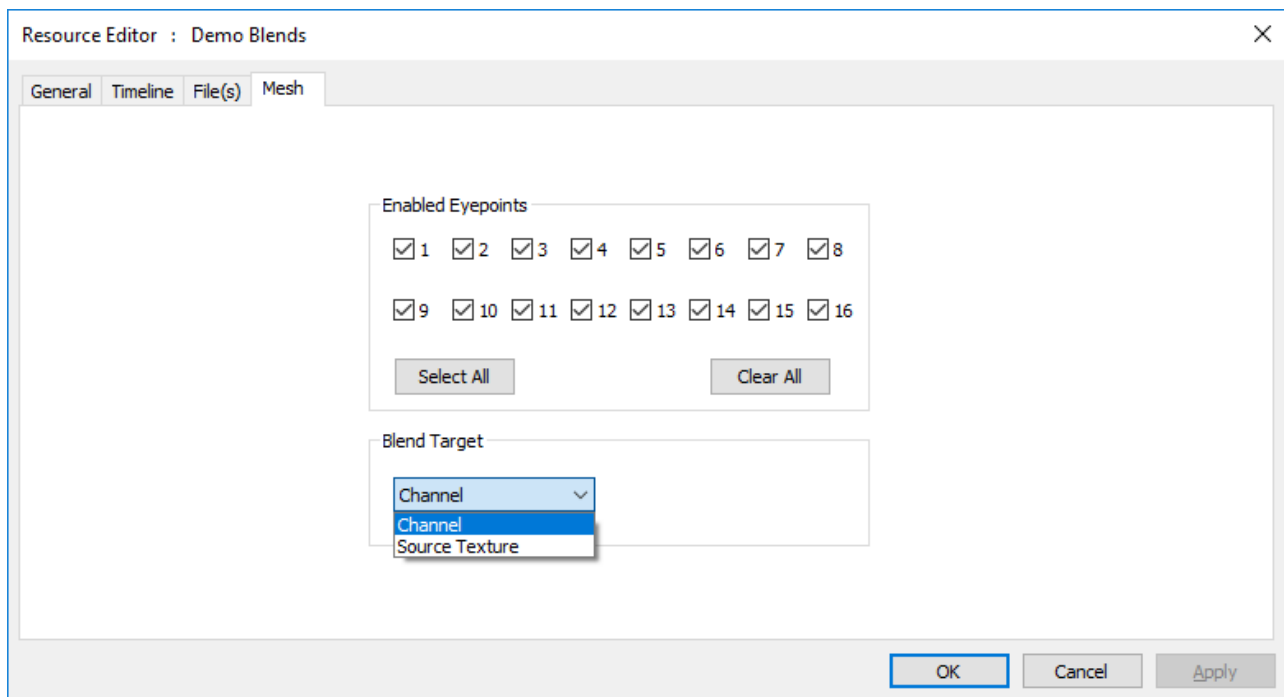 Resource Editor : Demo Blends
General Timeline File(s) Mesh
Enabled Eyepoints
1 2 3 4 5 6 7 8
9 10 11 12 13 14 15 16
Select All Clear All
Blend Target
Channel
Channel
Source Texture
OK Cancel Apply